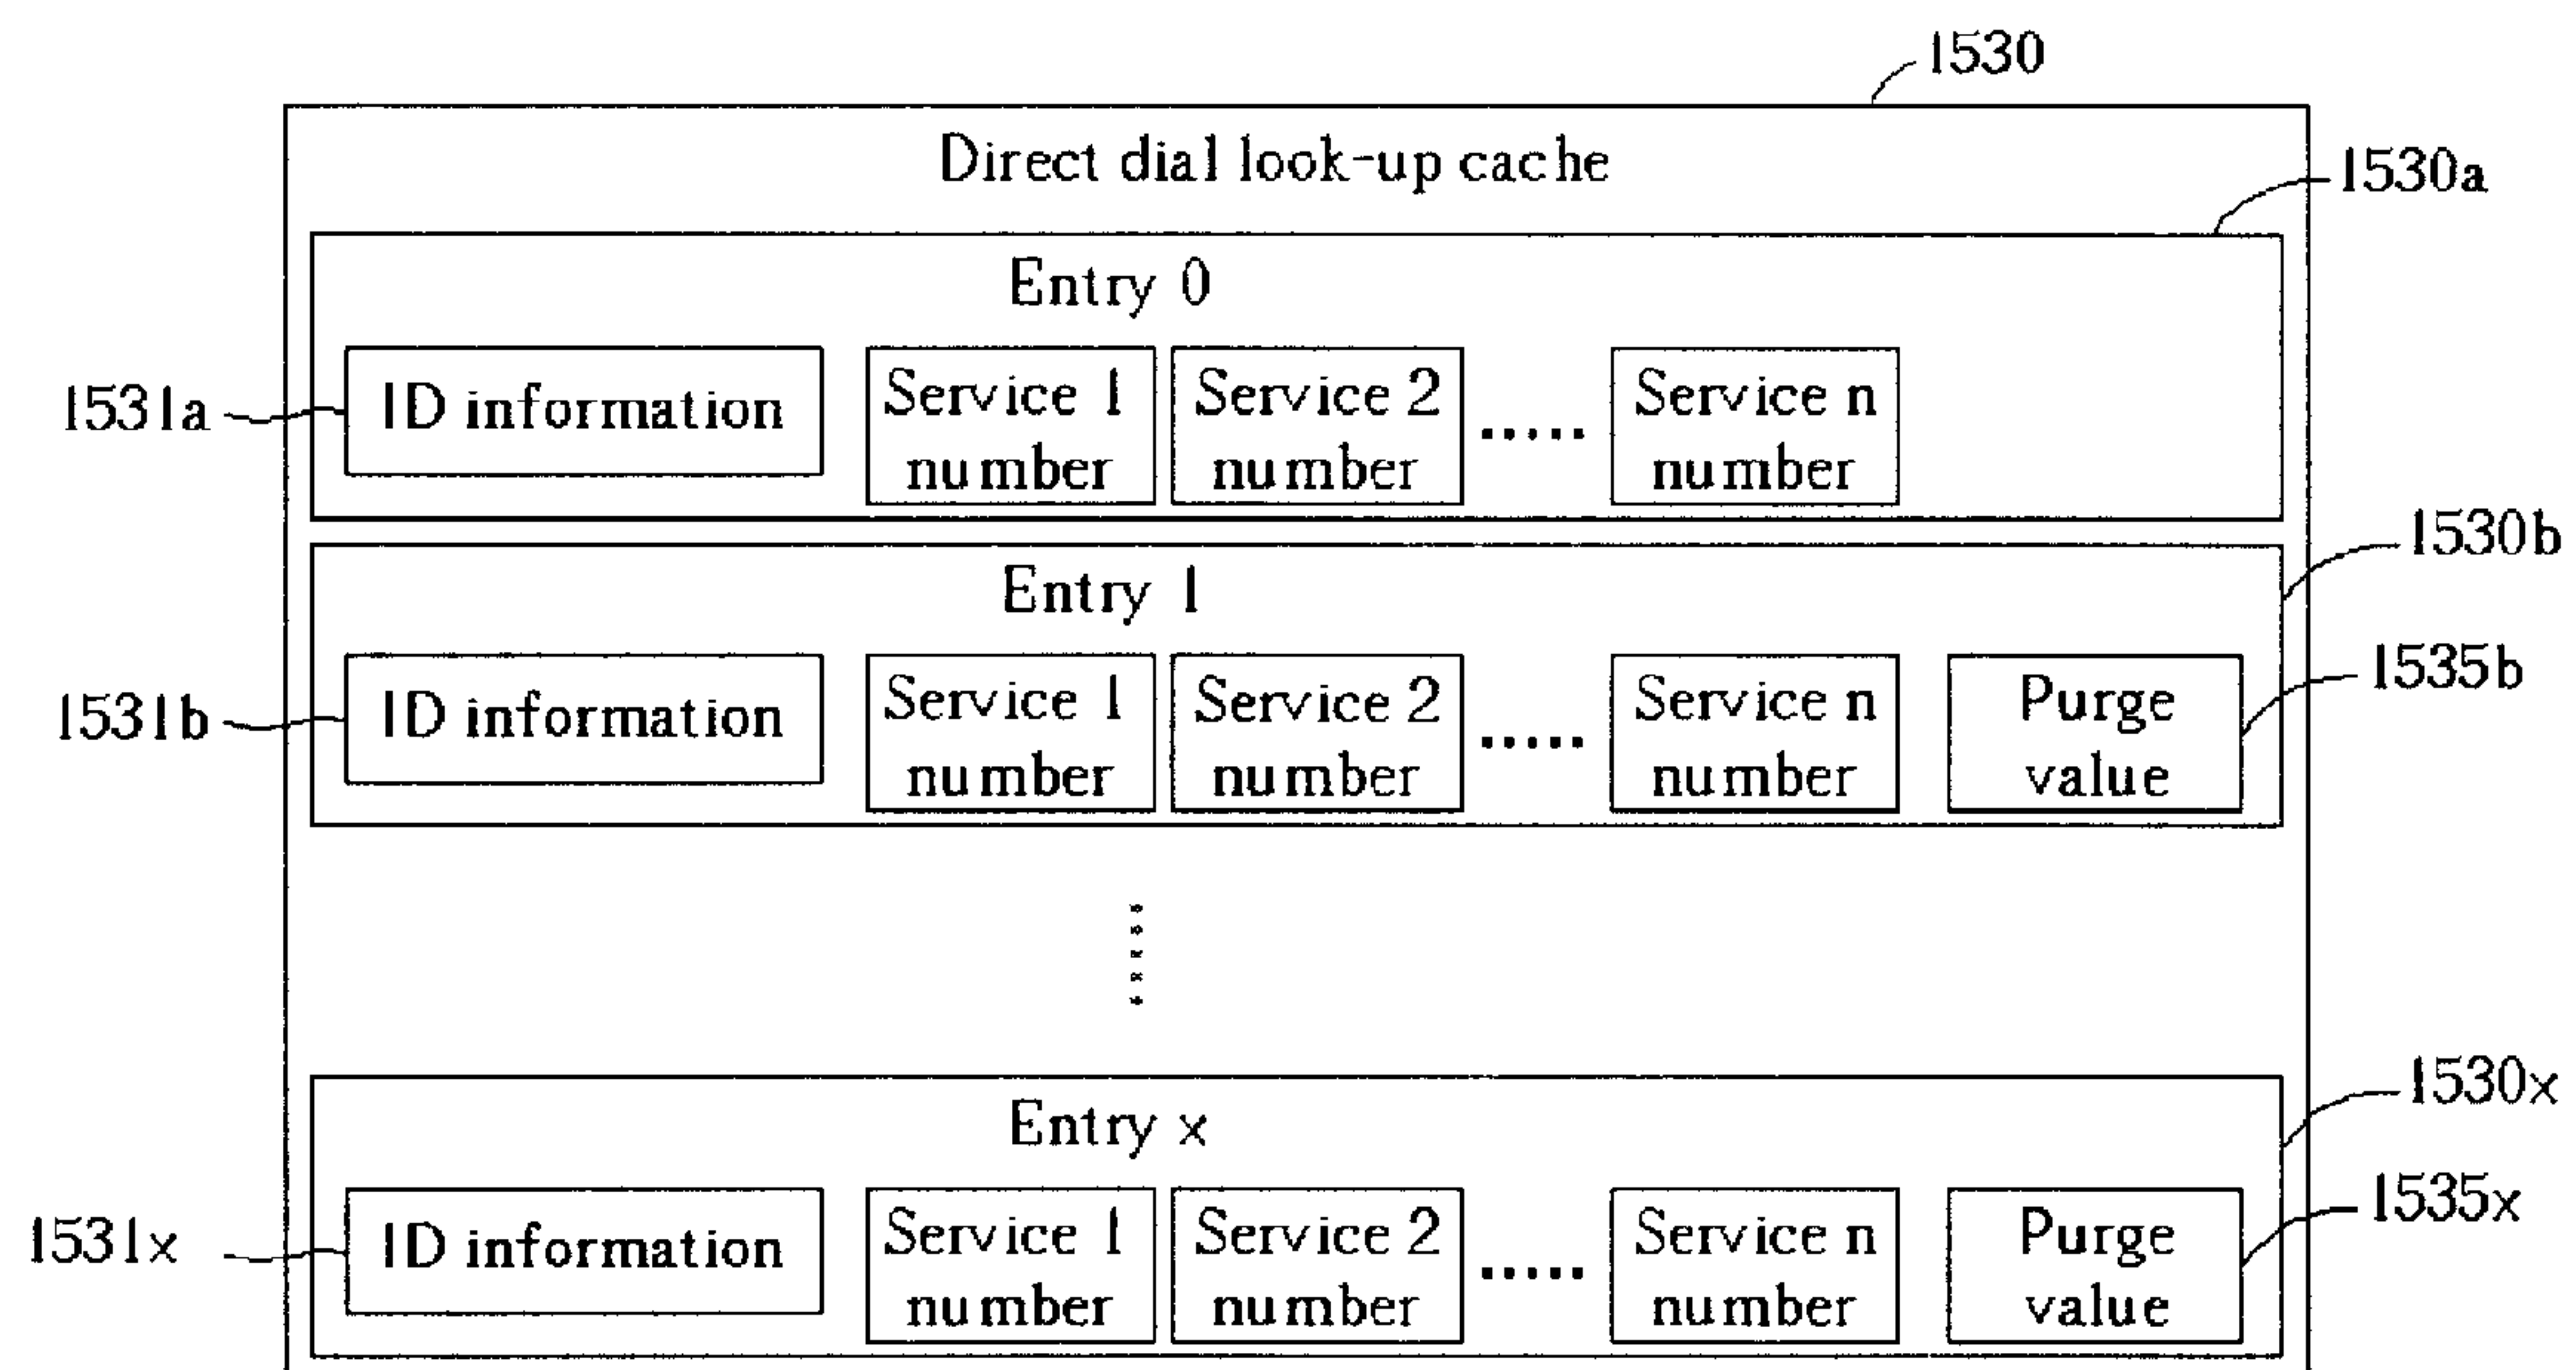 1530
Direct dial look-up cache
1530a
Entry 0
1531a
ID information
Service 1
number
Service 2
number
.....
Service n
number
1530b
Entry 1
1531b
ID information
Service 1
number
Service 2
number
.....
Service n
number
Purge
value
1535b
1530x
Entry x
1531x
ID information
Service 1
number
Service 2
number
.....
Service n
number
Purge
value
1535x